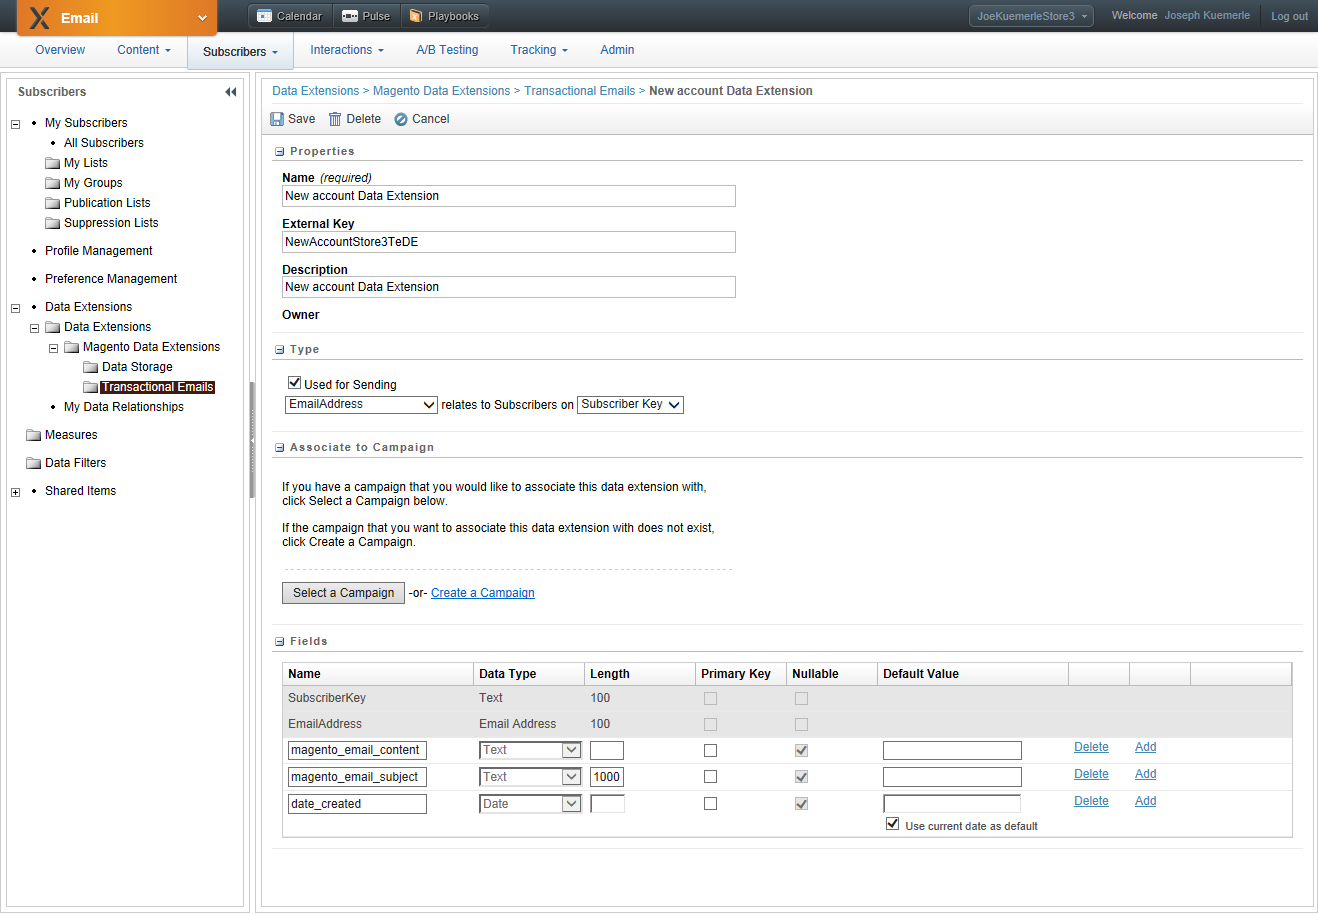 Email
Calendar
Pulse
Playbooks
JoeKuemerleStore3
Welcome Joseph Kuemerle
Log out
Overview
Content
Subscribers
Interactions
A/B Testing
Tracking
Admin
Subscribers
My Subscribers
All Subscribers
My Lists
My Groups
Publication Lists
Suppression Lists
Profile Management
Preference Management
Data Extensions
Data Extensions
Magento Data Extensions
Data Storage
Transactional Emails
My Data Relationships
Measures
Data Filters
Shared Items
Data Extensions > Magento Data Extensions > Transactional Emails > New account Data Extension
Save Delete Cancel
Properties
Name (required)
New account Data Extension
External Key
NewAccountStore3TeDE
Description
New account Data Extension
Owner
Type
Used for Sending
EmailAddress relates to Subscribers on Subscriber Key
Associate to Campaign
If you have a campaign that you would like to associate this data extension with,
click Select a Campaign below.
If the campaign that you want to associate this data extension with does not exist,
click Create a Campaign.
Select a Campaign -or- Create a Campaign
Fields
Name Data Type Length Primary Key Nullable Default Value
SubscriberKey Text 100
EmailAddress Email Address 100
magento_email_content Text Delete Add
magento_email_subject Text 1000 Delete Add
date_created Date Delete Add
Use current date as default